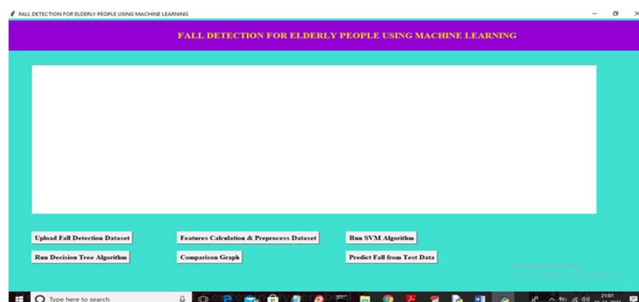 FALL DETECTION FOR ELDERLY PEOPLE USING MACHINE LEARNING
FALL DETECTION FOR ELDERLY PEOPLE USING MACHINE LEARNING
Upload Fall Detection Dataset Features Calculation & Preprocess Dataset Run SVM Algorithm
Run Decision Tree Algorithm Comparison Graph Predict Fall from Test Data
Type here to search 21:01